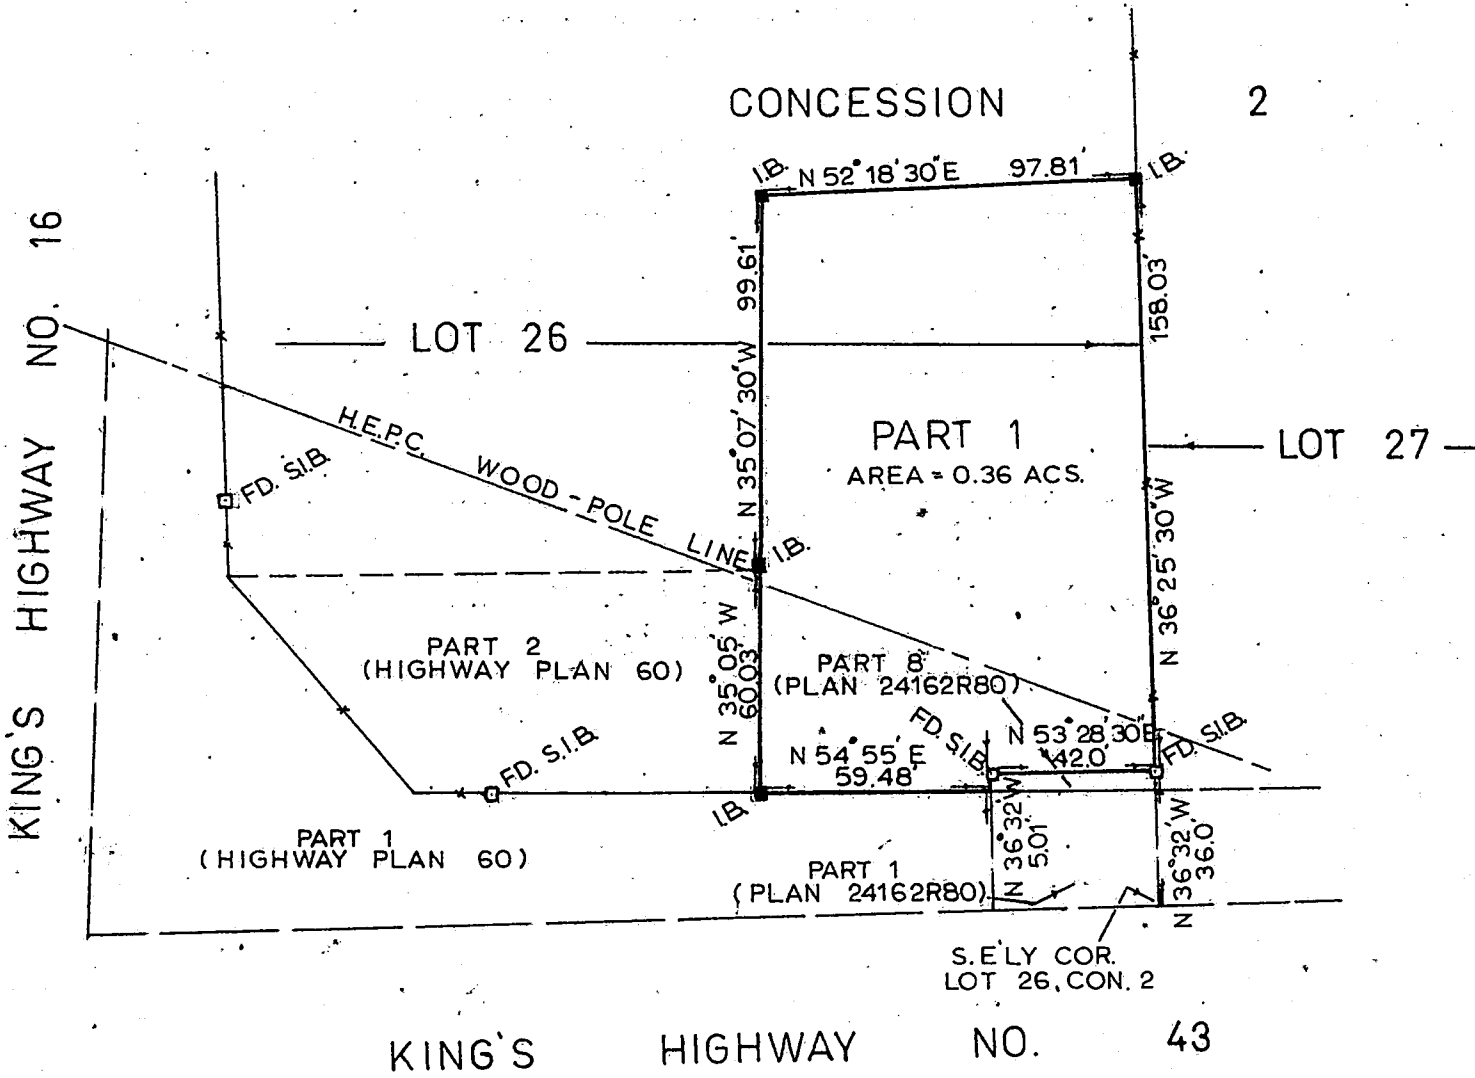 CONCESSION 2
I.B.
N 52°18'30"E 97.81'
I.B.
KING'S HIGHWAY NO. 16
99.61'
N 35°07'30"W
158.03'
LOT 26
H.E.P.C. WOOD-POLE LINE
PART 1
AREA = 0.36 ACS.
LOT 27
FD. S.I.B.
I.B.
N 36°25'30"W
PART 2
(HIGHWAY PLAN 60)
N 35°05'W
60.03'
PART 8
(PLAN 24162R80)
FD. S.I.B.
N 53°28'30"E
42.0'
FD. S.I.B.
N 54°55'E
59.48'
FD. S.I.B.
I.B.
PART 1
(HIGHWAY PLAN 60)
N 36°32'W
5.01'
N 36°32'W
36.0'
PART 1
(PLAN 24162R80)
S.E'LY COR.
LOT 26, CON. 2
KING'S HIGHWAY NO. 43